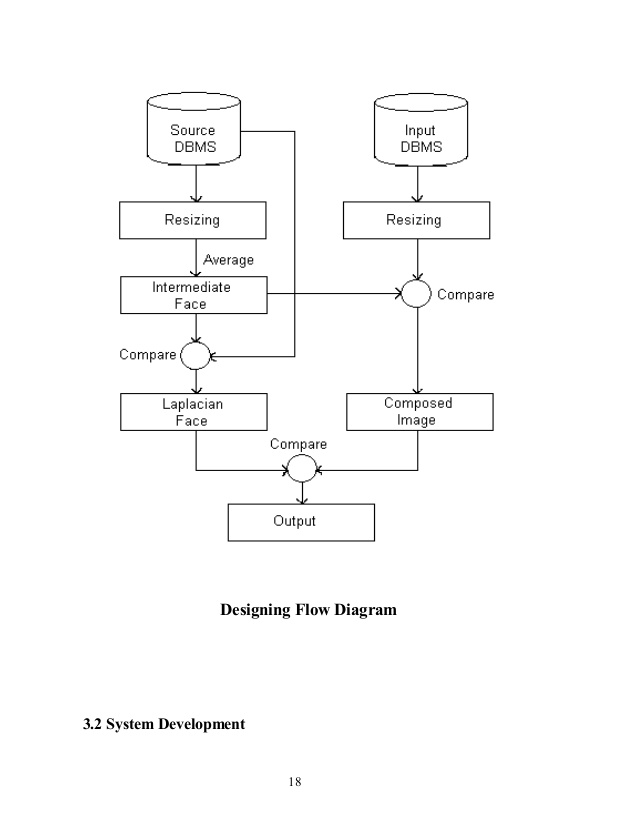 Source
DBMS
Input
DBMS
Resizing
Resizing
Average
Intermediate
Face
Compare
Compare
Laplacian
Face
Composed
Image
Compare
Output
Designing Flow Diagram
3.2 System Development
18